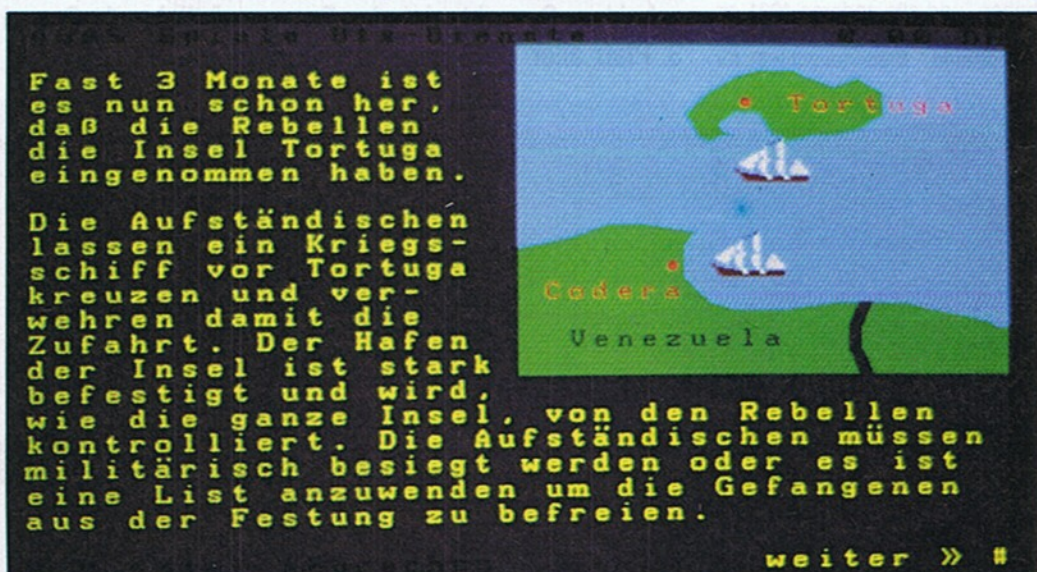 Fast 3 Monate ist
es nun schon her,
daß die Rebellen
die Insel Tortuga
eingenommen haben.
Die Aufständischen
lassen ein Kriegs-
schiff vor Tortuga
kreuzen und ver-
wehren damit die
Zufahrt. Der Hafen
der Insel ist stark
befestigt und wird,
wie die ganze Insel, von den Rebellen
kontrolliert. Die Aufständischen müssen
militärisch besiegt werden oder es ist
eine List anzuwenden um die Gefangenen
aus der Festung zu befreien.
Tortuga
Codera
Venezuela
weiter » #